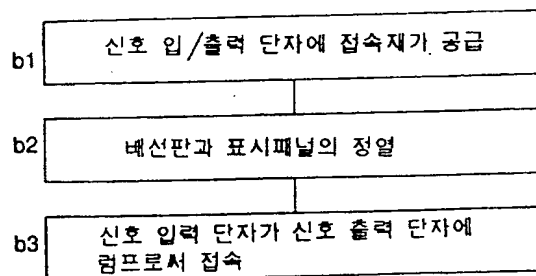 b1
신호 입/출력 단자에 접속재가 공급
b2
배선판과 표시패널의 정열
b3
신호 입력 단자가 신호 출력 단자에
럼프로써 접속